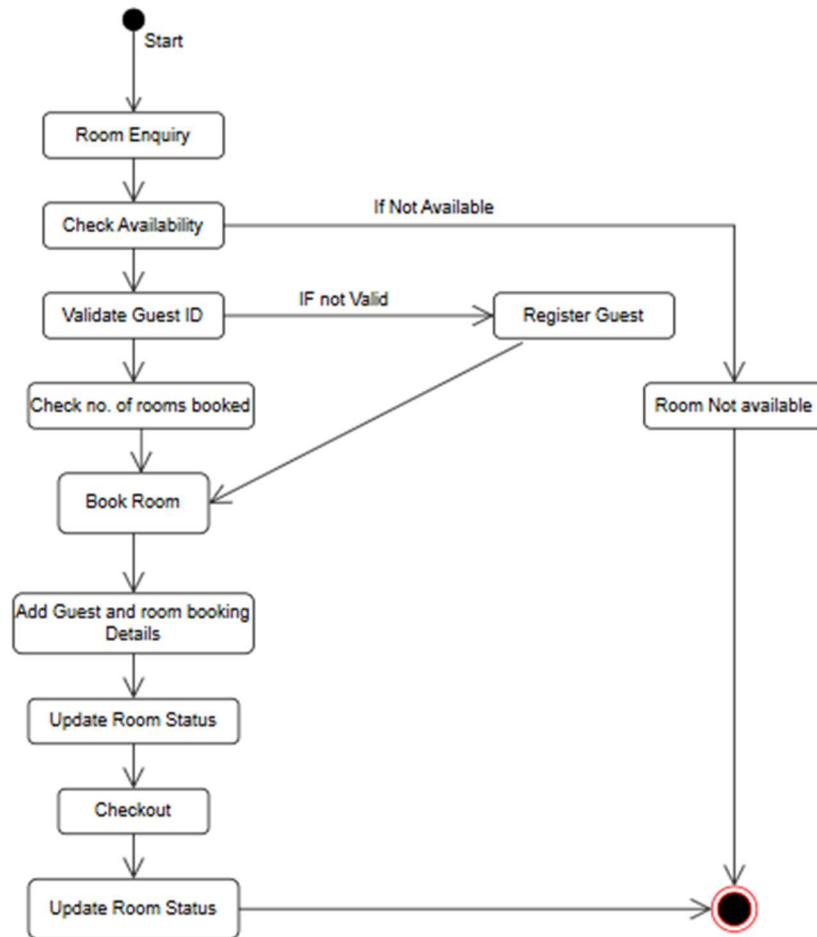 Start
Room Enquiry
Check Availability
If Not Available
Validate Guest ID
IF not Valid
Register Guest
Check no. of rooms booked
Room Not available
Book Room
Add Guest and room booking
Details
Update Room Status
Checkout
Update Room Status